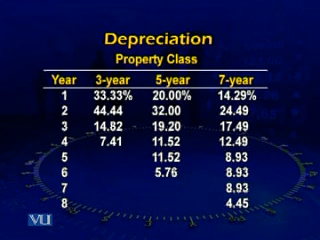 Depreciation
Property Class
Year 3-year 5-year 7-year
1 33.33% 20.00% 14.29%
2 44.44 32.00 24.49
3 14.82 19.20 17.49
4 7.41 11.52 12.49
5 11.52 8.93
6 5.76 8.93
7 8.93
8 4.45
VU